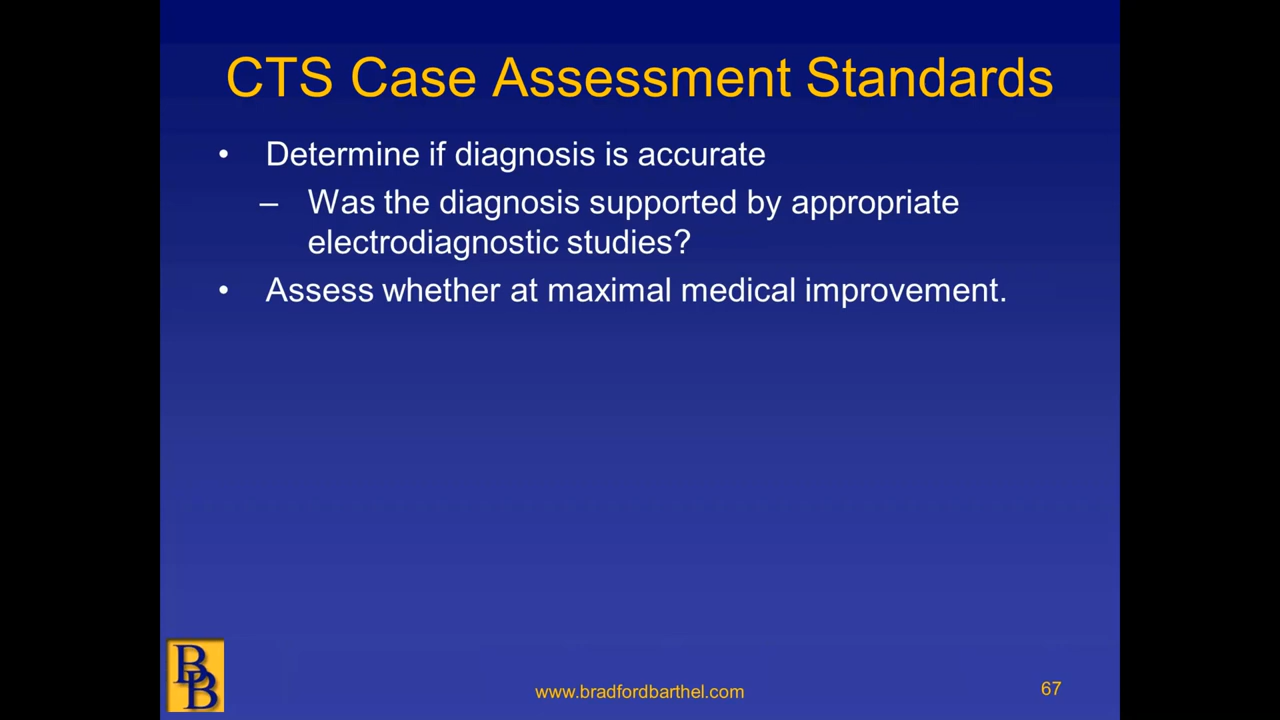 CTS Case Assessment Standards
• Determine if diagnosis is accurate
– Was the diagnosis supported by appropriate
electrodiagnostic studies?
• Assess whether at maximal medical improvement.
BB
www.bradfordbarthel.com
67